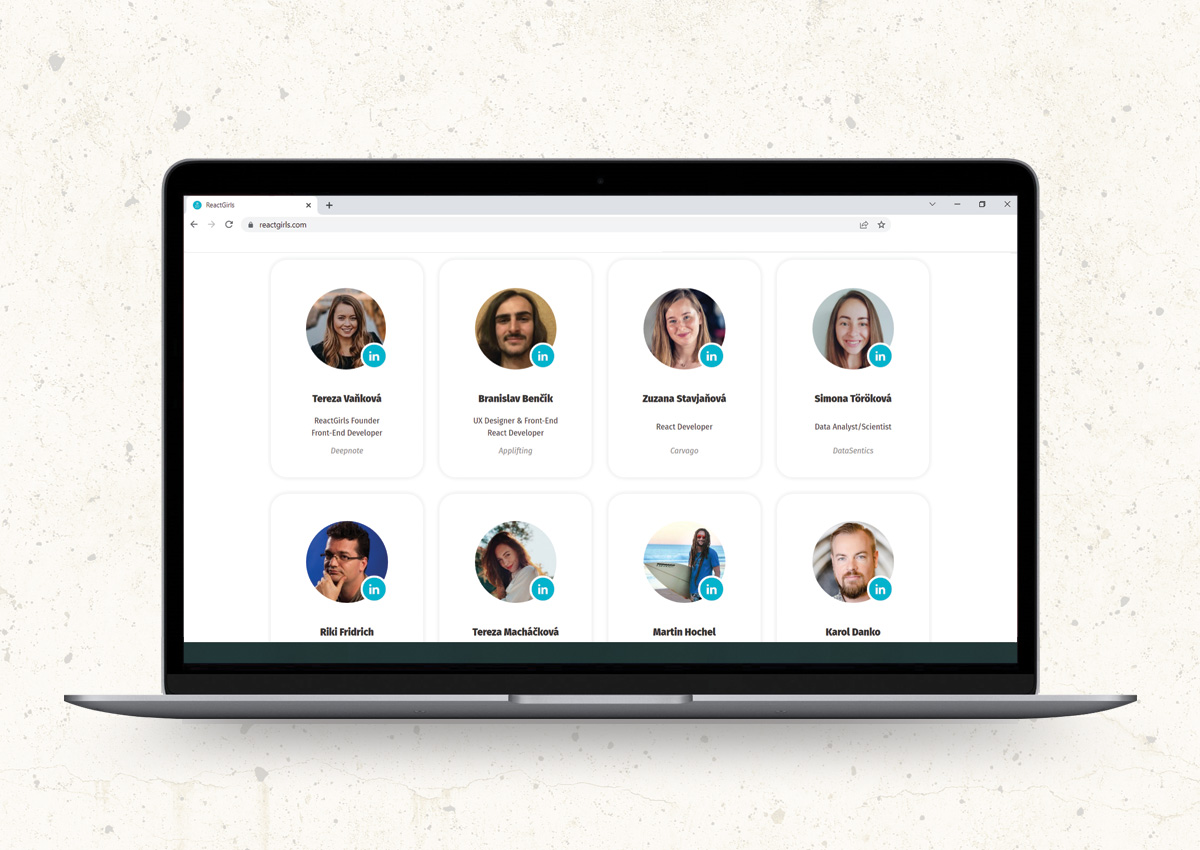 ReactGirls
reactgirls.com
in
in
in
in
Tereza Vaňková
Branislav Benčík
Zuzana Stavjaňová
Simona Töröková
ReactGirls Founder
Front-End Developer
UX Designer & Front-End
React Developer
React Developer
Data Analyst/Scientist
Deepnote
Applifting
Carvago
DataSentics
in
in
in
in
Riki Fridrich
Tereza Macháčková
Martin Hochel
Karol Danko